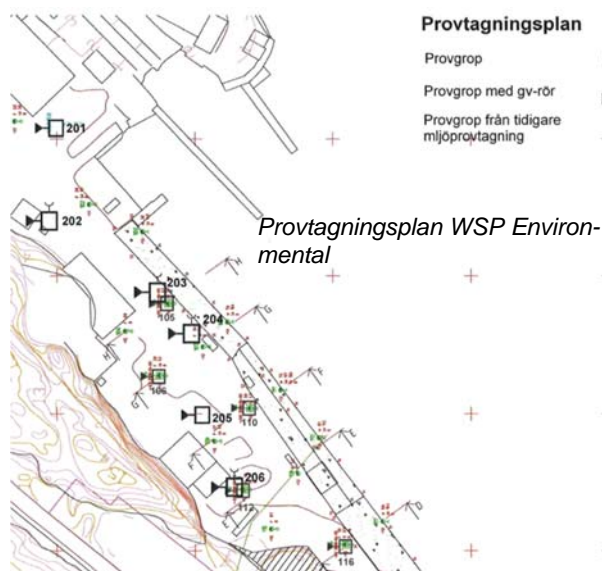 Provtagningsplan
Provgrop
Provgrop med gv-rör
Provgrop från tidigare
mljöprovtagning
201
202
Provtagningsplan WSP Environ-
mental
H
203
105
G
204
H
F
106
G
110
205
E
F
206
112
E
D
116